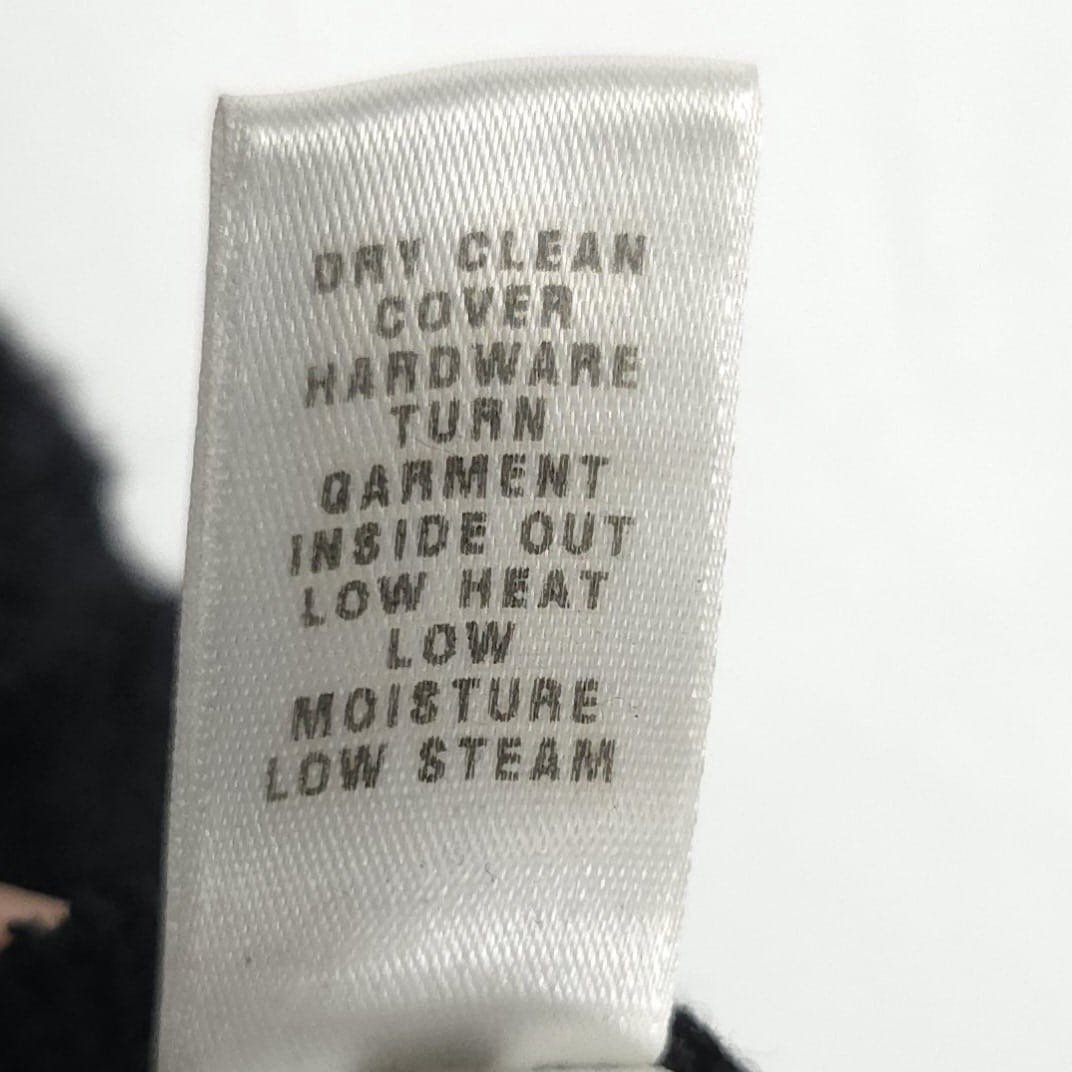 DRY CLEAN
COVER
HARDWARE
TURN
GARMENT
INSIDE OUT
LOW HEAT
LOW
MOISTURE
LOW STEAM